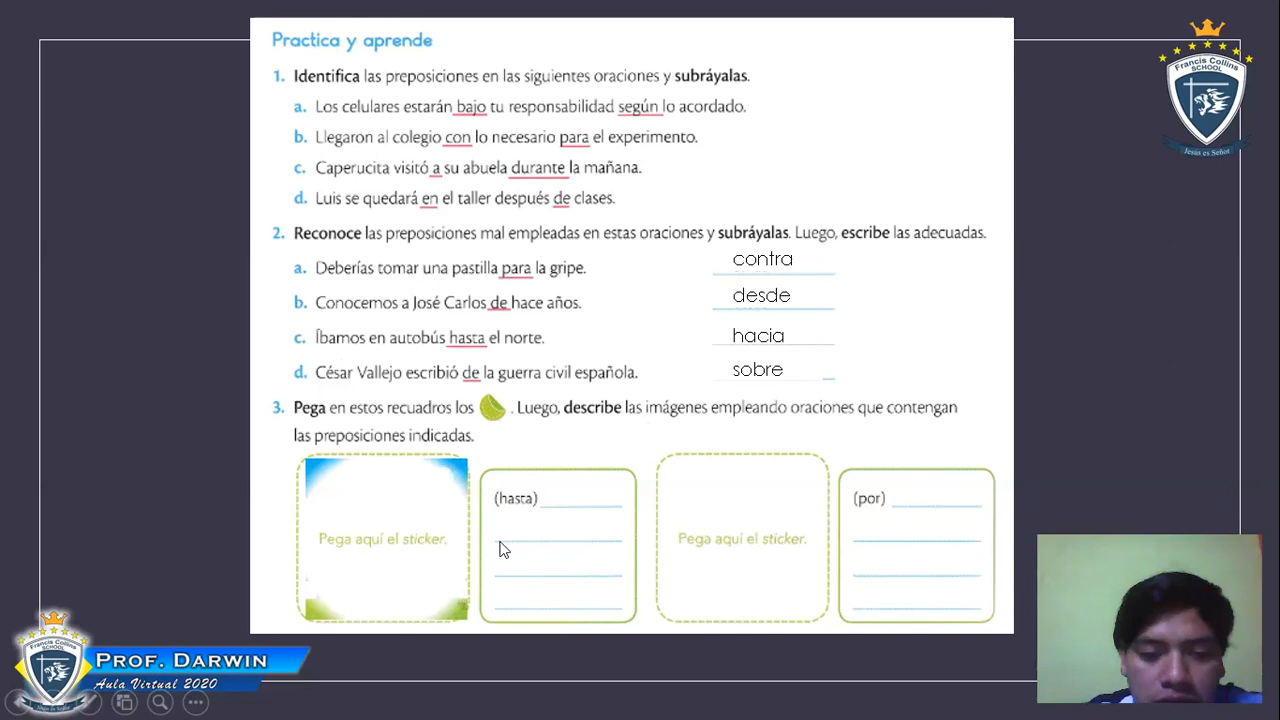 Practica y aprende
1. Identifica las preposiciones en las siguientes oraciones y subráyalas.
a. Los celulares estarán bajo tu responsabilidad según lo acordado.
b. Llegaron al colegio con lo necesario para el experimento.
c. Caperucita visitó a su abuela durante la mañana.
d. Luis se quedará en el taller después de clases.
2. Reconoce las preposiciones mal empleadas en estas oraciones y subráyalas. Luego, escribe las adecuadas.
a. Deberías tomar una pastilla para la gripe. contra
b. Conocemos a José Carlos de hace años. desde
c. Íbamos en autobús hasta el norte. hacia
d. César Vallejo escribió de la guerra civil española. sobre
3. Pega en estos recuadros los . Luego, describe las imágenes empleando oraciones que contengan
las preposiciones indicadas.
(hasta) (por)
Pega aquí el sticker. Pega aquí el sticker.
Francis Collins
SCHOOL
Jesús es Señor
Francis Collins
SCHOOL
PROF. DARWIN
Aula Virtual 2020